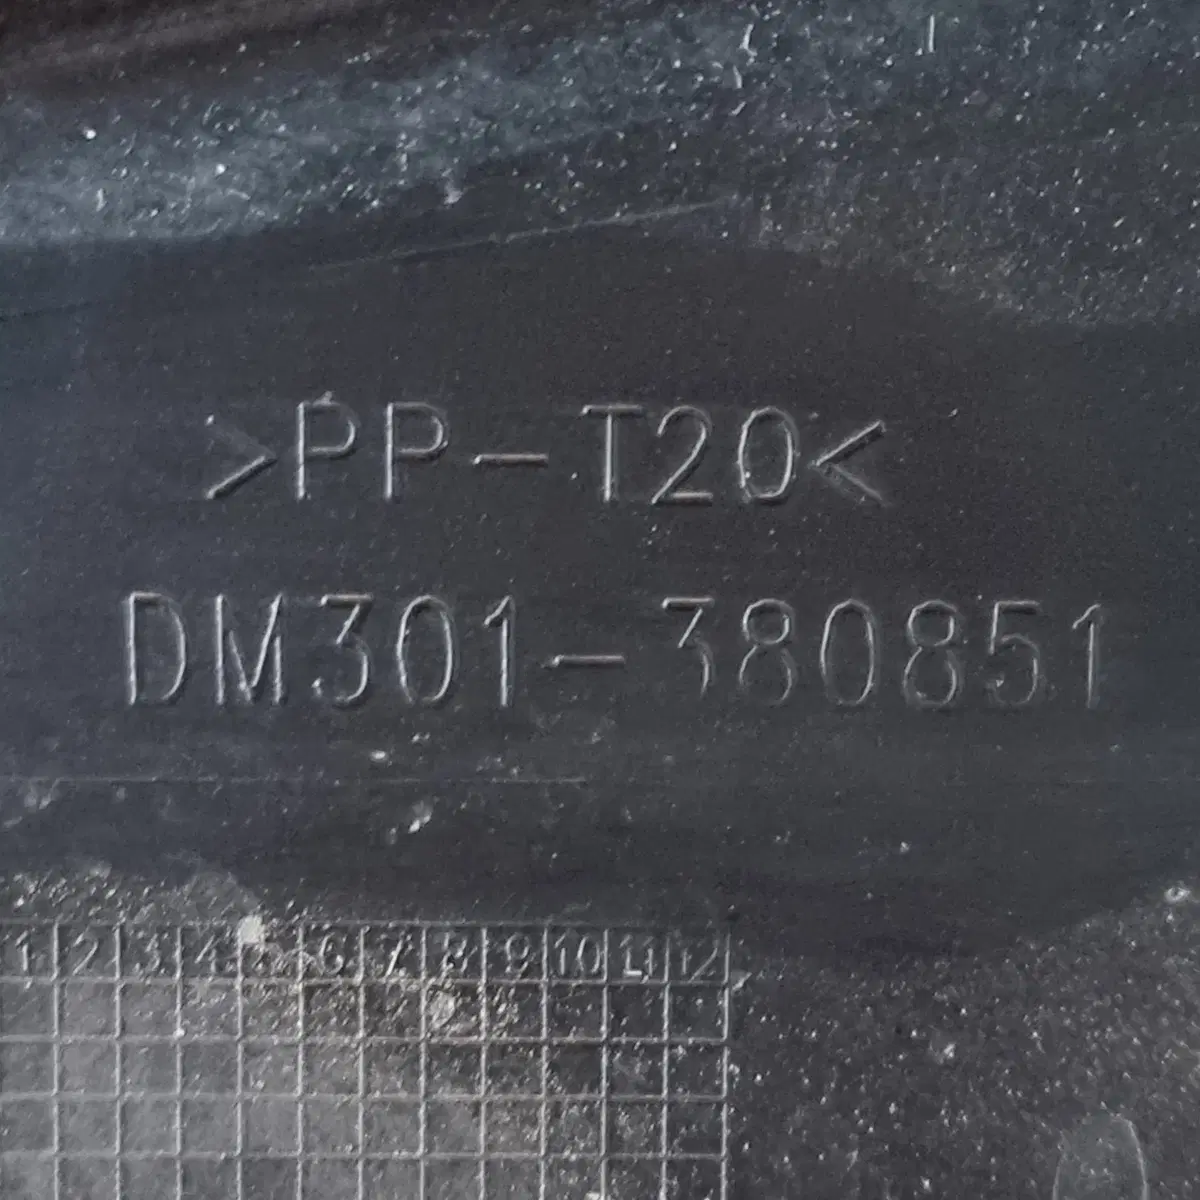 >PP-T20<
DM301-380851
1 2 3 4 5 6 7 8 9 10 11 12